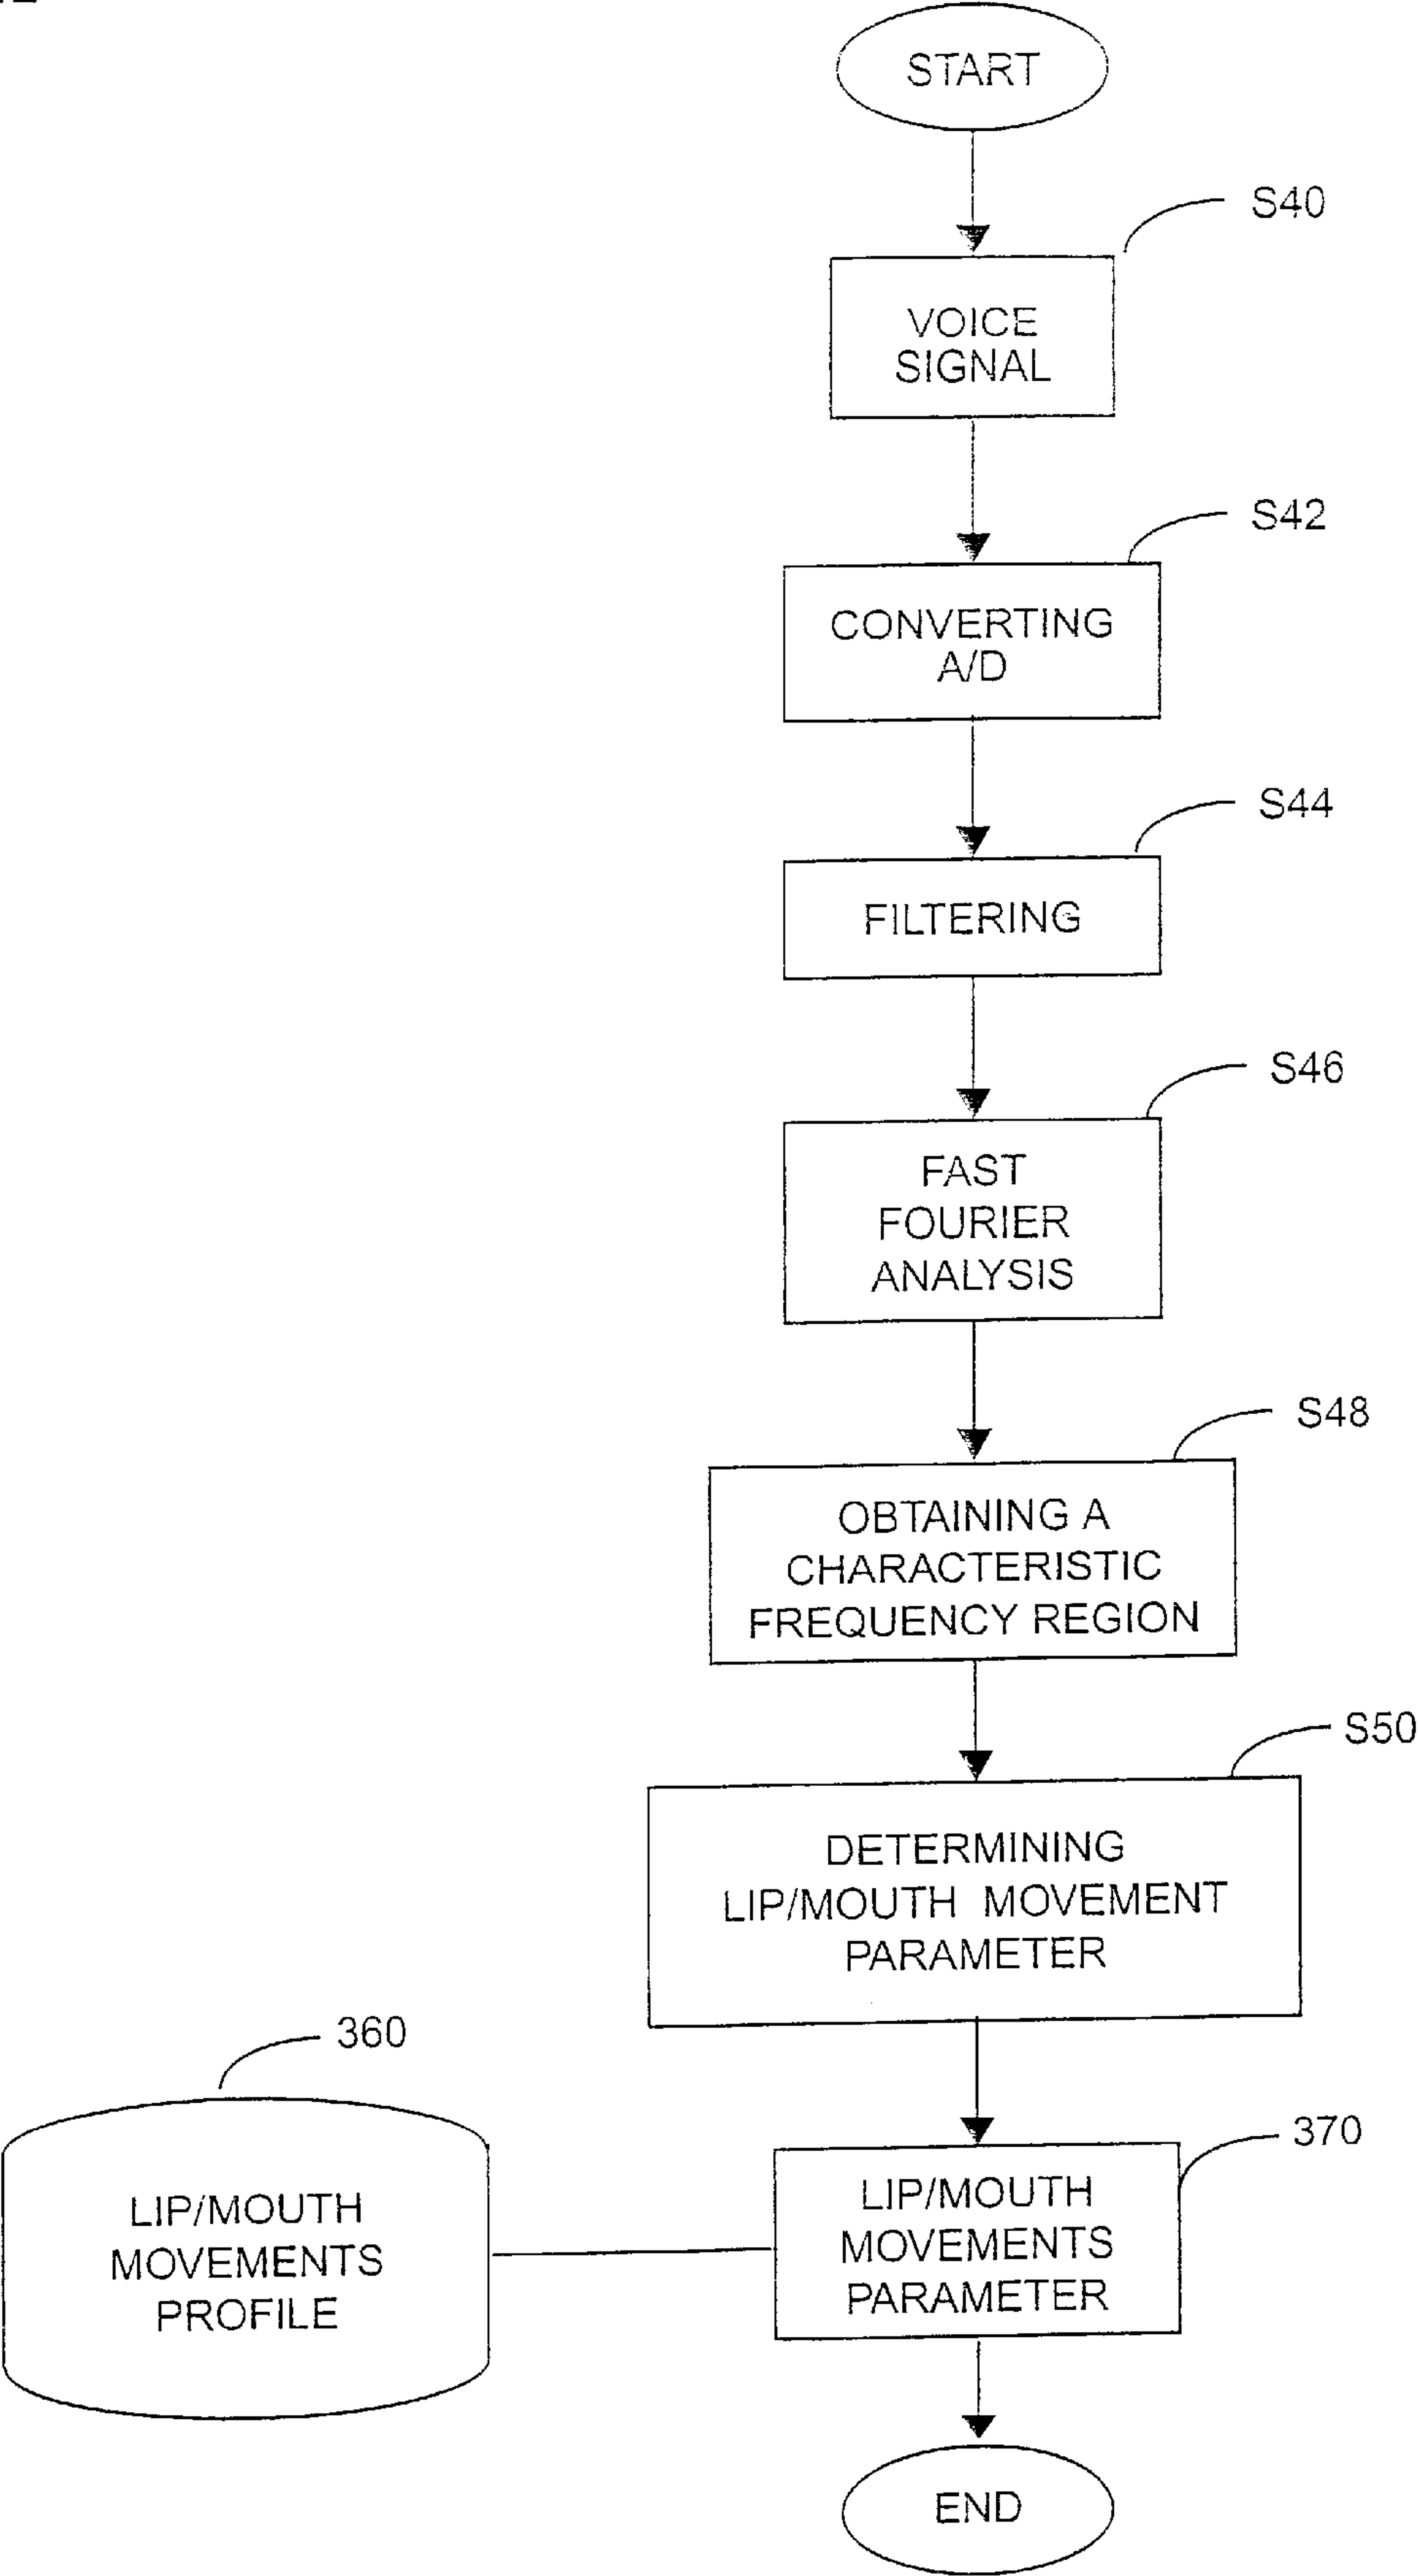 START
S40
VOICE
SIGNAL
S42
CONVERTING
A/D
S44
FILTERING
S46
FAST
FOURIER
ANALYSIS
S48
OBTAINING A
CHARACTERISTIC
FREQUENCY REGION
S50
DETERMINING
LIP/MOUTH MOVEMENT
PARAMETER
360
LIP/MOUTH
MOVEMENTS
PROFILE
370
LIP/MOUTH
MOVEMENTS
PARAMETER
END